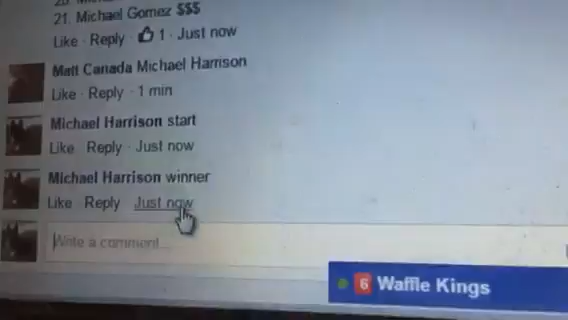 21. Michael Gomez $$$
Like · Reply · 1 · Just now
Matt Canada Michael Harrison
Like · Reply · 1 min
Michael Harrison start
Like · Reply · Just now
Michael Harrison winner
Like · Reply · Just now
Write a comment...
6 Waffle Kings